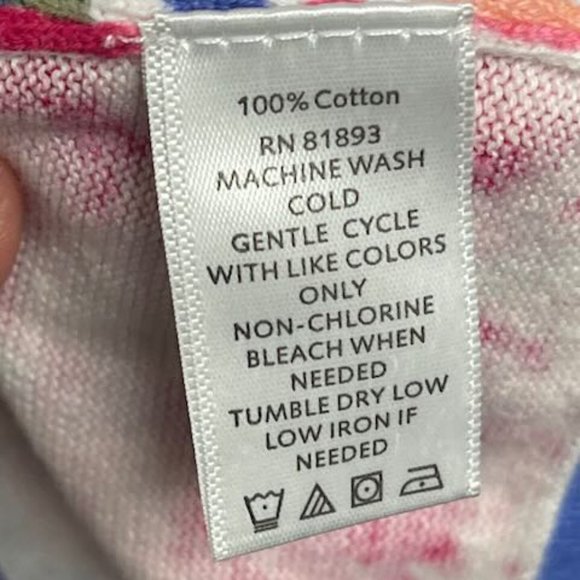 100% Cotton
RN 81893
MACHINE WASH
COLD
GENTLE CYCLE
WITH LIKE COLORS
ONLY
NON-CHLORINE
BLEACH WHEN
NEEDED
TUMBLE DRY LOW
LOW IRON IF
NEEDED